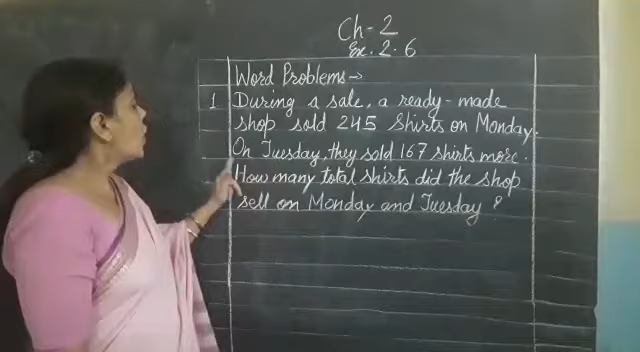 Ch-2
Ex. 2.6
Word Problems →
1 During a sale, a ready-made
shop sold 245 Shirts on Monday.
On Tuesday, they sold 167 shirts more.
How many total shirts did the shop
sell on Monday and Tuesday ?